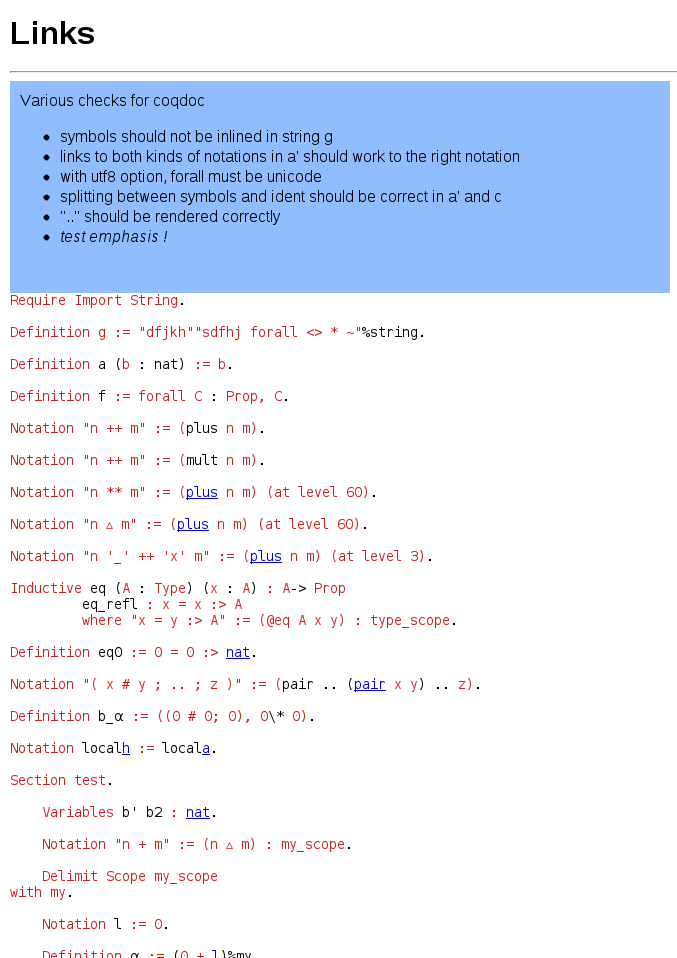 Links
Various checks for coqdoc
symbols should not be inlined in string g
links to both kinds of notations in a' should work to the right notation
with utf8 option, forall must be unicode
splitting between symbols and ident should be correct in a' and c
".." should be rendered correctly
test emphasis !
Require Import String.
Definition g := "dfjkh""sdfhj forall <> * ~"%string.
Definition a (b : nat) := b.
Definition f := forall C : Prop, C.
Notation "n ++ m" := (plus n m).
Notation "n ++ m" := (mult n m).
Notation "n ** m" := (plus n m) (at level 60).
Notation "n ▵ m" := (plus n m) (at level 60).
Notation "n '_' ++ 'x' m" := (plus n m) (at level 3).
Inductive eq (A : Type) (x : A) : A-> Prop
eq_refl : x = x :> A
where "x = y :> A" := (@eq A x y) : type_scope.
Definition eq0 := 0 = 0 :> nat.
Notation "( x # y ; .. ; z )" := (pair .. (pair x y) .. z).
Definition b_α := ((0 # 0; 0), 0\* 0).
Notation localh := locala.
Section test.
Variables b' b2 : nat.
Notation "n + m" := (n ▵ m) : my_scope.
Delimit Scope my_scope
with my.
Notation l := 0.
Definition α := (0 + l)%my